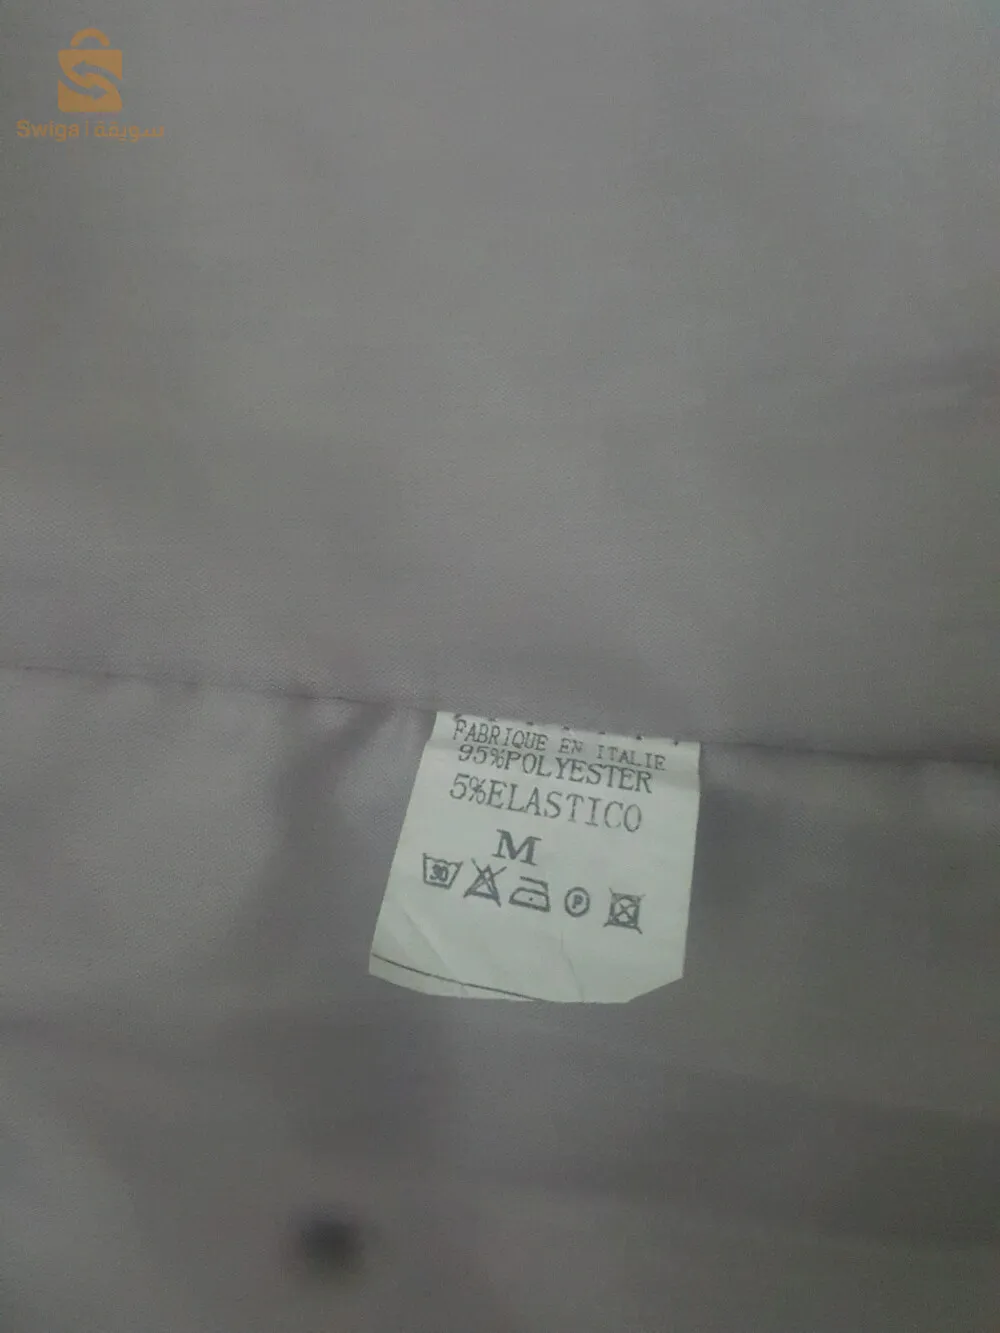 Swiga | سويقة
FABRIQUE EN ITALIE
95%POLYESTER
5%ELASTICO
M
30
P